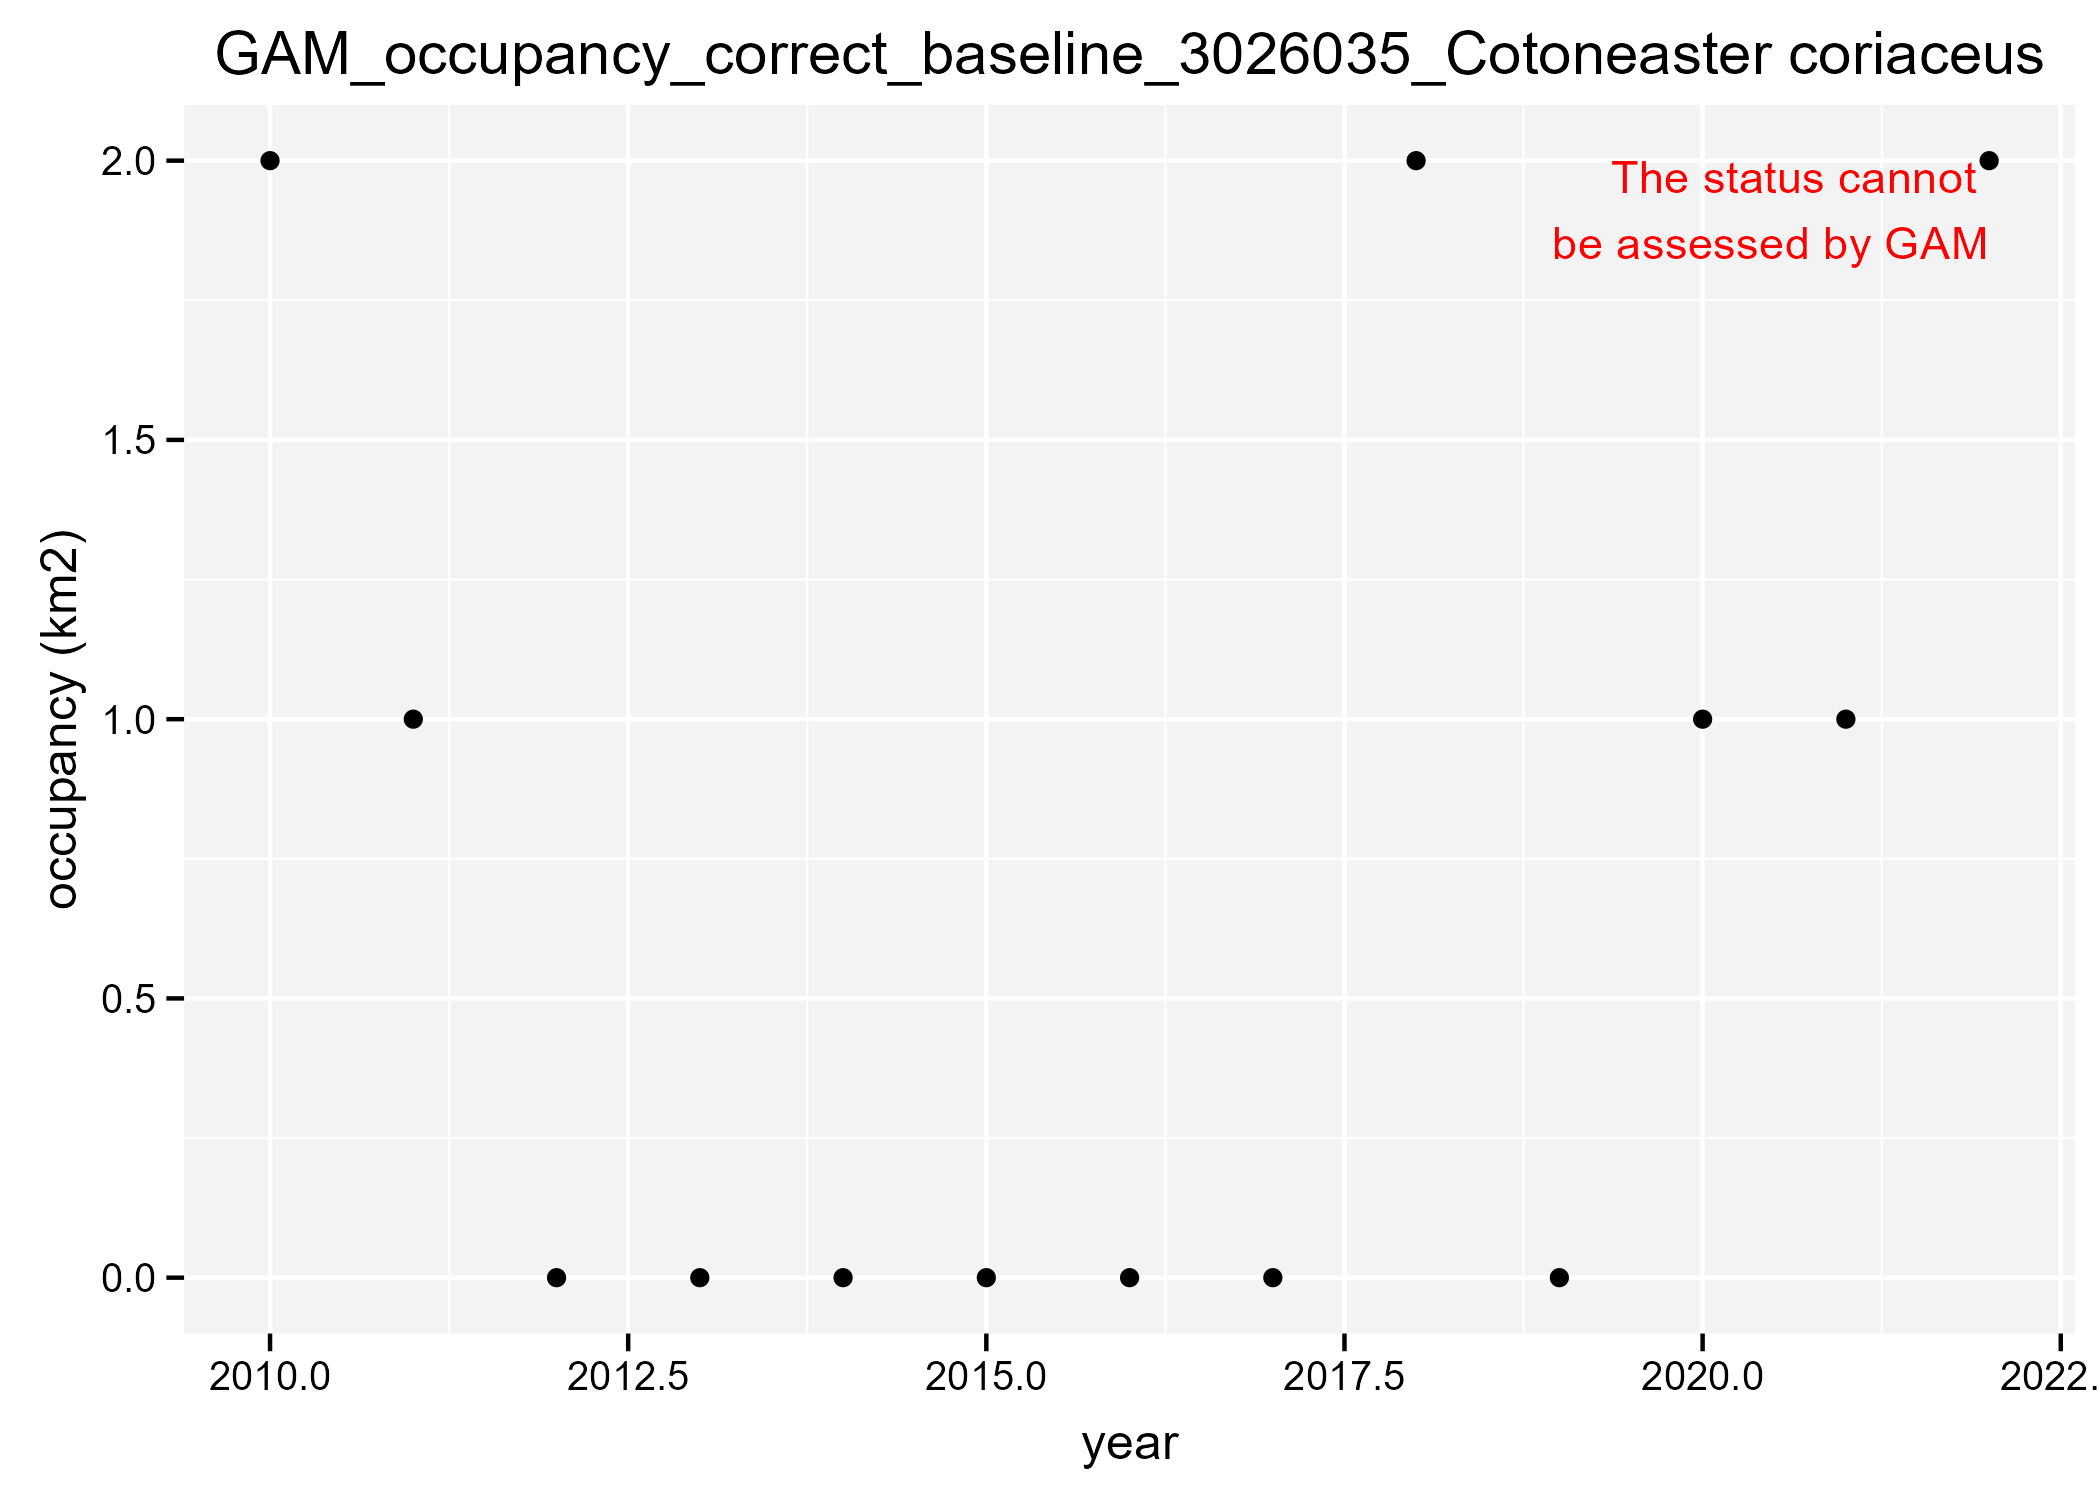 GAM_occupancy_correct_baseline_3026035_Cotoneaster coriaceus
2.0
The status cannot
be assessed by GAM
1.5
occupancy (km2)
1.0
0.5
0.0
2010.0 2012.5 2015.0 2017.5 2020.0 2022.
year